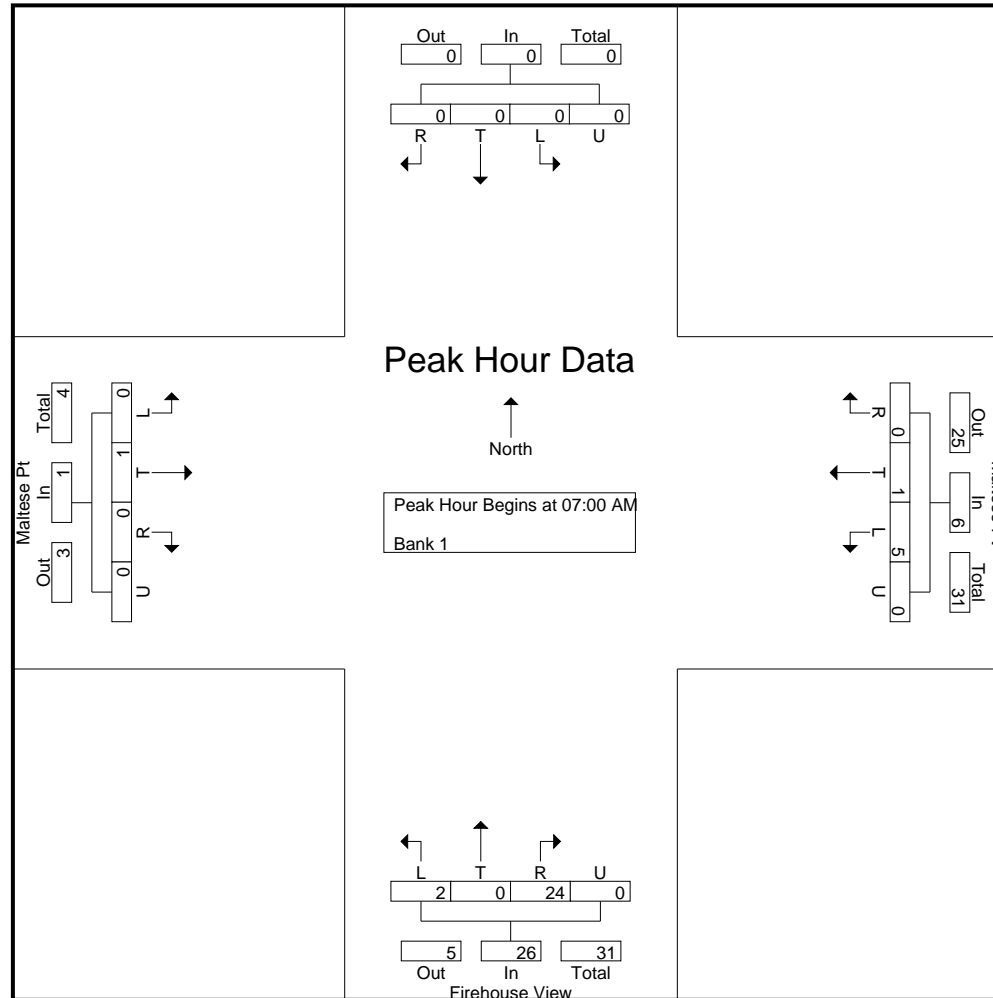 Out In Total
0 0 0
0 0 0 0
R T L U
Peak Hour Data
North
Peak Hour Begins at 07:00 AM
Bank 1
Maltese Pt
Total In Out
4 1 3
0 1 0 0
L T R U
R T L U
0 1 5 0
25 6 31
Out In Total
L T R U
2 0 24 0
5 26 31
Out In Total
Firehouse View